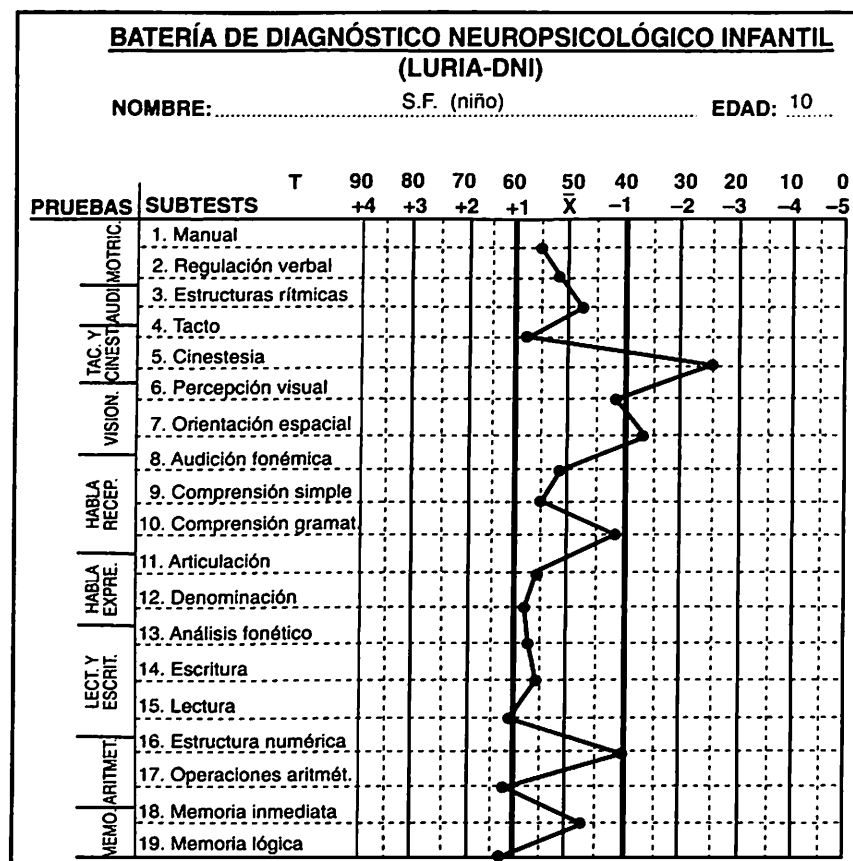 BATERÍA DE DIAGNÓSTICO NEUROPSICOLÓGICO INFANTIL
(LURIA-DNI)
NOMBRE: S.F. (niño) EDAD: 10
T 90 80 70 60 50 40 30 20 10 0
PRUEBAS SUBTESTS +4 +3 +2 +1 X̄ −1 −2 −3 −4 −5
MOTRIC.
1. Manual
2. Regulación verbal
AUDI.
3. Estructuras rítmicas
TAC. Y
CINEST.
4. Tacto
5. Cinestesia
VISION.
6. Percepción visual
7. Orientación espacial
HABLA
RECEP.
8. Audición fonémica
9. Comprensión simple
10. Comprensión gramat.
HABLA
EXPRE.
11. Articulación
12. Denominación
LECT. Y
ESCRIT.
13. Análisis fonético
14. Escritura
15. Lectura
ARITMET.
16. Estructura numérica
17. Operaciones aritmét.
MEMO.
18. Memoria inmediata
19. Memoria lógica